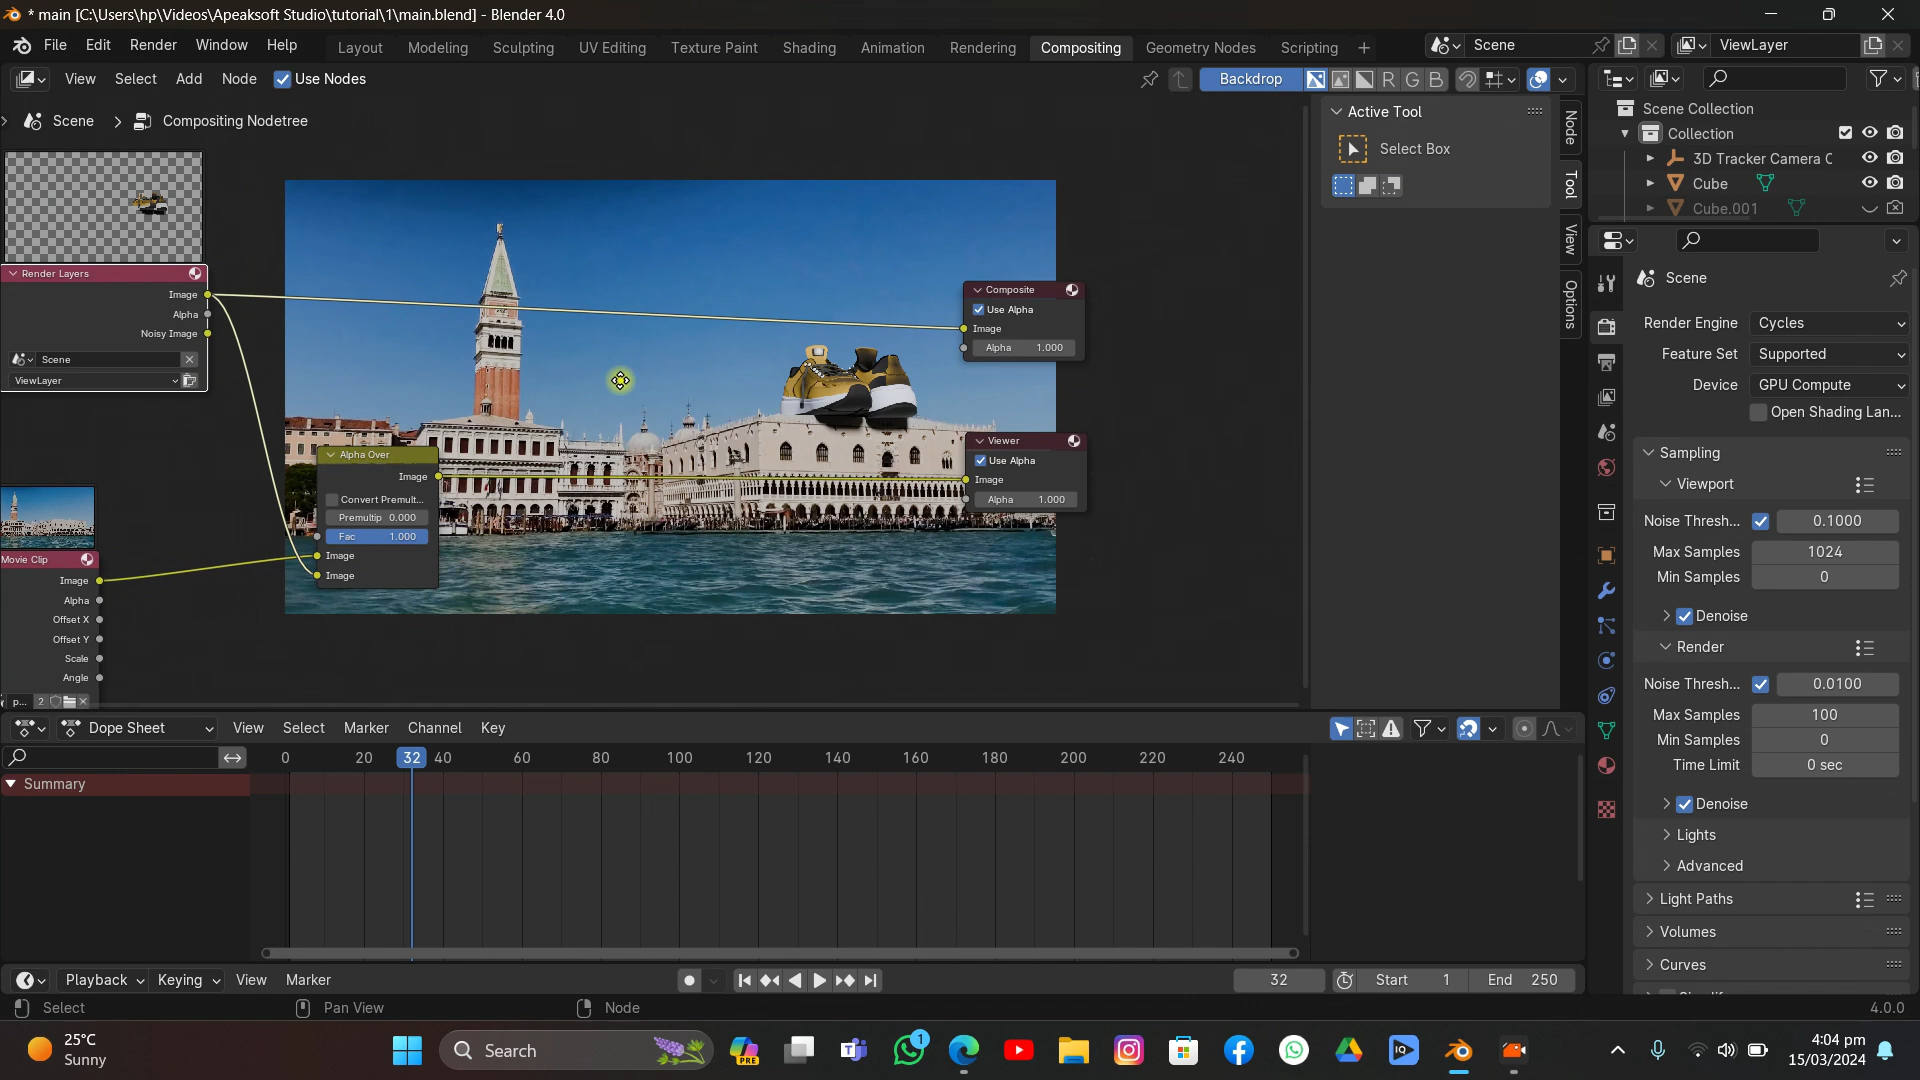 * main [C:\Users\hp\Videos\Apeaksoft Studio\tutorial\1\main.blend] - Blender 4.0
File Edit Render Window Help Layout Modeling Sculpting UV Editing Texture Paint Shading Animation Rendering Compositing Geometry Nodes Scripting + Scene ViewLayer
View Select Add Node Use Nodes Backdrop R G B
Scene > Compositing Nodetree
Active Tool
Select Box
Node
Tool
View
Options
Scene Collection
Collection
3D Tracker Camera C
Cube
Cube.001
Render Layers
Image
Alpha
Noisy Image
Scene
ViewLayer
Movie Clip
Image
Alpha
Offset X
Offset Y
Scale
Angle
p... 2
Alpha Over
Image
Convert Premult...
Premultip 0.000
Fac 1.000
Image
Image
Composite
Use Alpha
Image
Alpha 1.000
Viewer
Use Alpha
Image
Alpha 1.000
Scene
Render Engine Cycles
Feature Set Supported
Device GPU Compute
Open Shading Lan...
Sampling
Viewport
Noise Thresh... 0.1000
Max Samples 1024
Min Samples 0
Denoise
Render
Noise Thresh... 0.0100
Max Samples 100
Min Samples 0
Time Limit 0 sec
Denoise
Lights
Advanced
Light Paths
Volumes
Curves
Dope Sheet View Select Marker Channel Key
0 20 32 40 60 80 100 120 140 160 180 200 220 240
Summary
Playback Keying View Marker 32 Start 1 End 250
Select Pan View Node 4.0.0
25°C
Sunny
Search
PRE
1
IQ
4:04 pm
15/03/2024